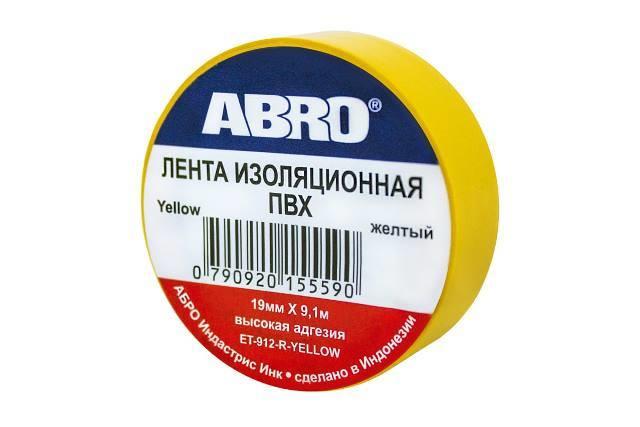 ABRO®
ЛЕНТА ИЗОЛЯЦИОННАЯ
ПВХ
Yellow
желтый
0 790920 155590
19мм X 9,1м
высокая адгезия
ET-912-R-YELLOW
АБРО Индастрис Инк • сделано в Индонезии